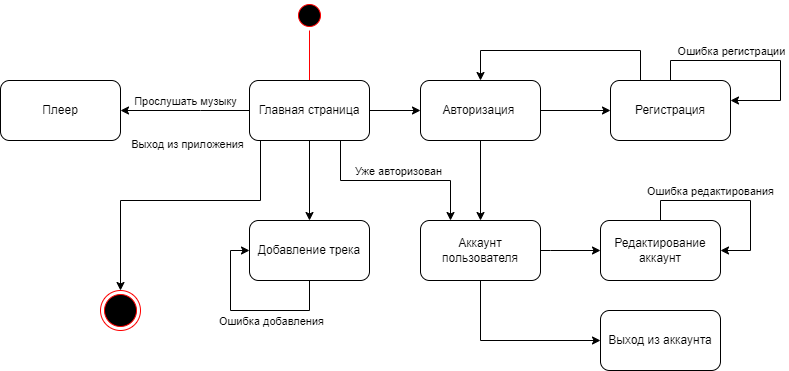 Ошибка регистрации
Плеер
Прослушать музыку
Главная страница
Авторизация
Регистрация
Выход из приложения
Уже авторизован
Ошибка редактирования
Добавление трека
Аккаунт
пользователя
Редактирование
аккаунт
Ошибка добавления
Выход из аккаунта